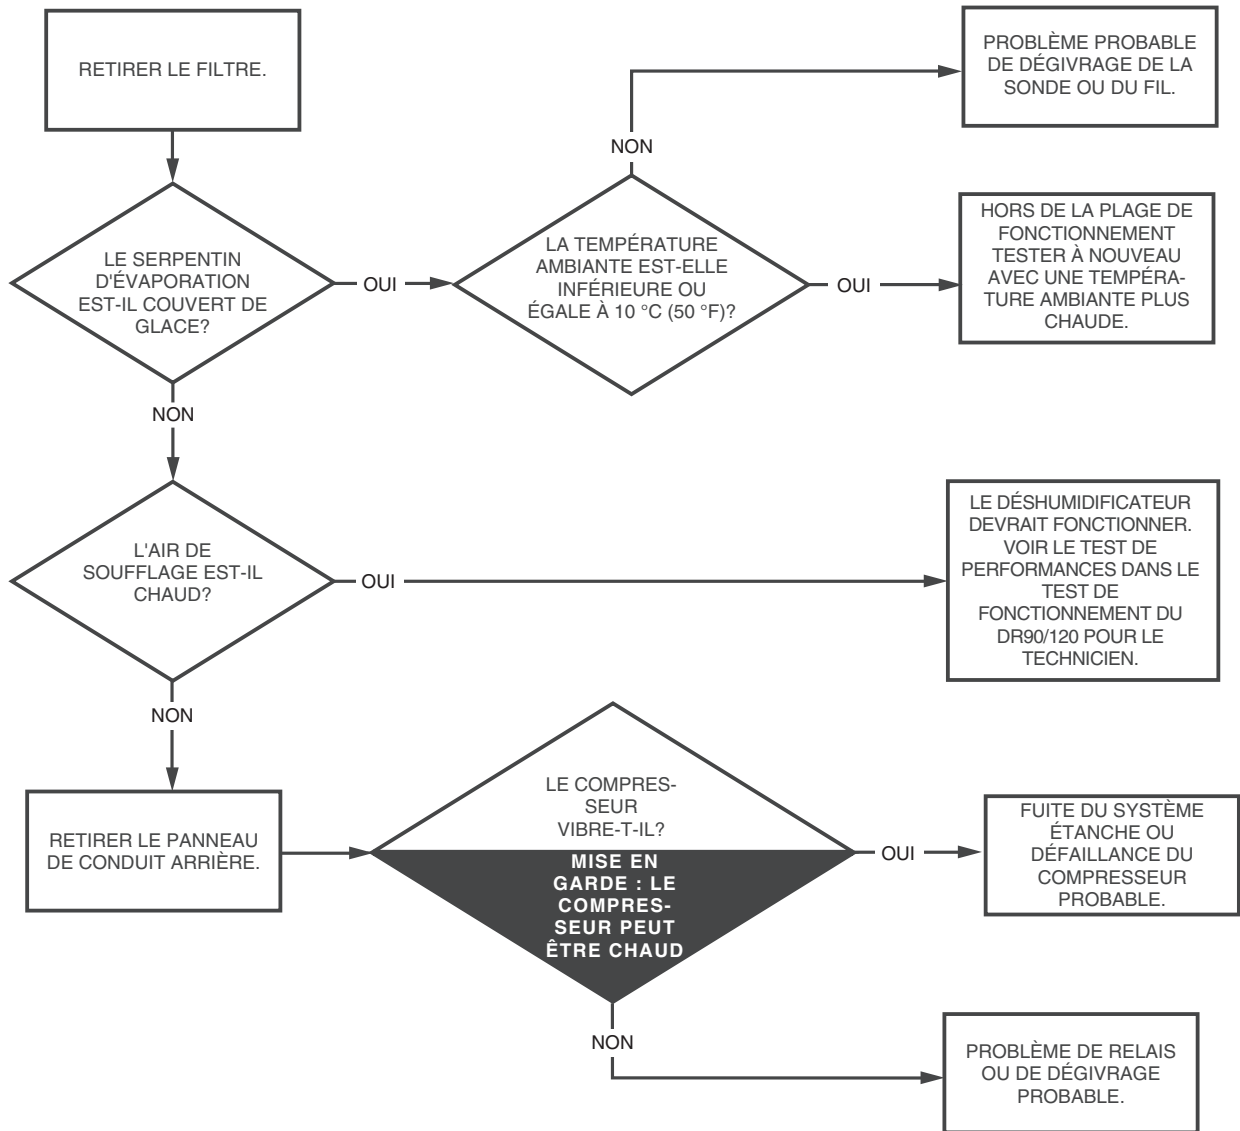 RETIRER LE FILTRE.
PROBLÈME PROBABLE
DE DÉGIVRAGE DE LA
SONDE OU DU FIL.
NON
LE SERPENTIN
D'ÉVAPORATION
EST-IL COUVERT DE
GLACE?
OUI
LA TEMPÉRATURE
AMBIANTE EST-ELLE
INFÉRIEURE OU
ÉGALE À 10 °C (50 °F)?
OUI
HORS DE LA PLAGE DE
FONCTIONNEMENT
TESTER À NOUVEAU
AVEC UNE TEMPÉRA-
TURE AMBIANTE PLUS
CHAUDE.
NON
L'AIR DE
SOUFFLAGE EST-IL
CHAUD?
OUI
LE DÉSHUMIDIFICATEUR
DEVRAIT FONCTIONNER.
VOIR LE TEST DE
PERFORMANCES DANS LE
TEST DE
FONCTIONNEMENT DU
DR90/120 POUR LE
TECHNICIEN.
NON
RETIRER LE PANNEAU
DE CONDUIT ARRIÈRE.
LE COMPRES-
SEUR
VIBRE-T-IL?
MISE EN
GARDE : LE
COMPRES-
SEUR PEUT
ÊTRE CHAUD
OUI
FUITE DU SYSTÈME
ÉTANCHE OU
DÉFAILLANCE DU
COMPRESSEUR
PROBABLE.
NON
PROBLÈME DE RELAIS
OU DE DÉGIVRAGE
PROBABLE.